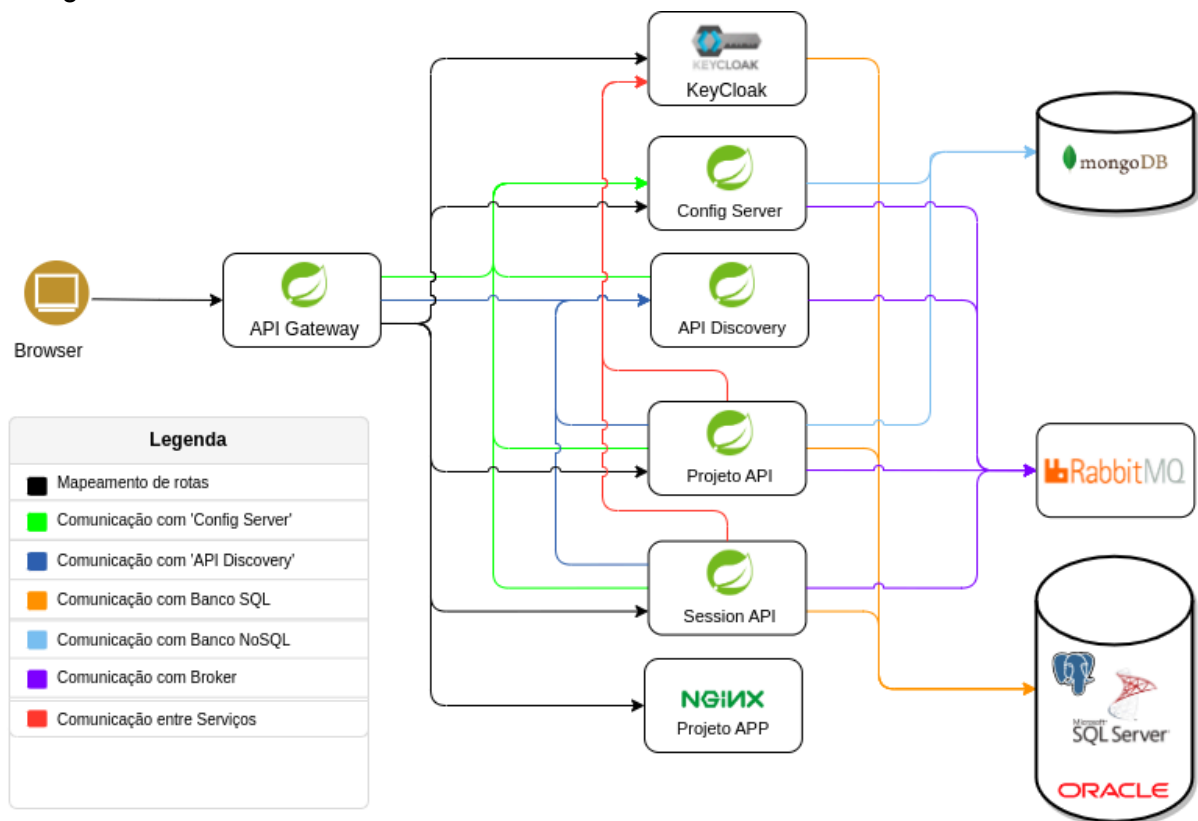 KEYCLOAK
KeyCloak
mongoDB
Config Server
Browser
API Gateway
API Discovery
Legenda
Mapeamento de rotas
Comunicação com 'Config Server'
Comunicação com 'API Discovery'
Comunicação com Banco SQL
Comunicação com Banco NoSQL
Comunicação com Broker
Comunicação entre Serviços
Projeto API
RabbitMQ
Session API
NGINX
Projeto APP
Microsoft
SQL Server
ORACLE